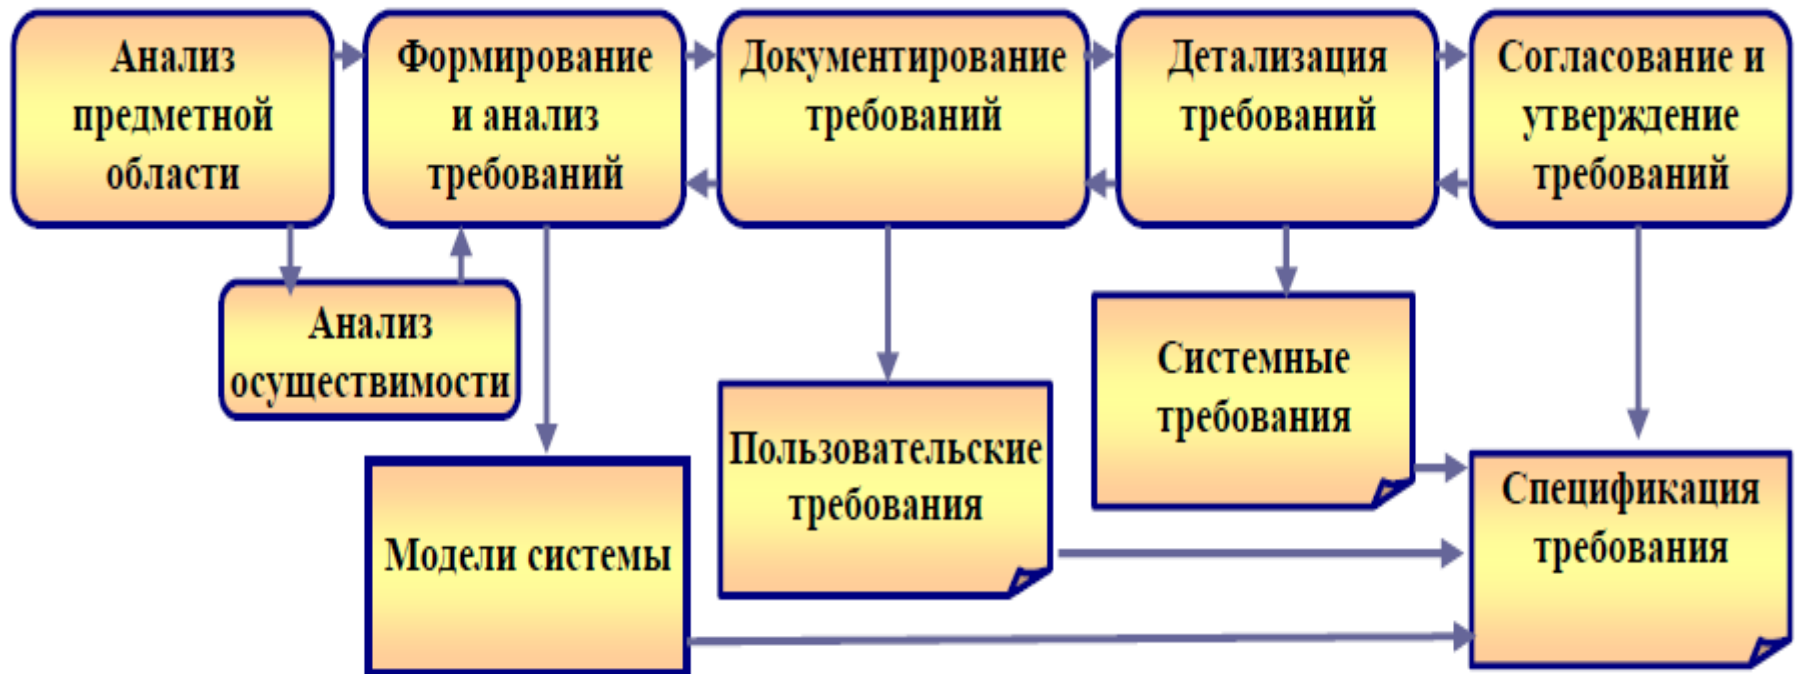 Анализ
предметной
области
Формирование
и анализ
требований
Документирование
требований
Детализация
требований
Согласование и
утверждение
требований
Анализ
осуществимости
Модели системы
Пользовательские
требования
Системные
требования
Спецификация
требования